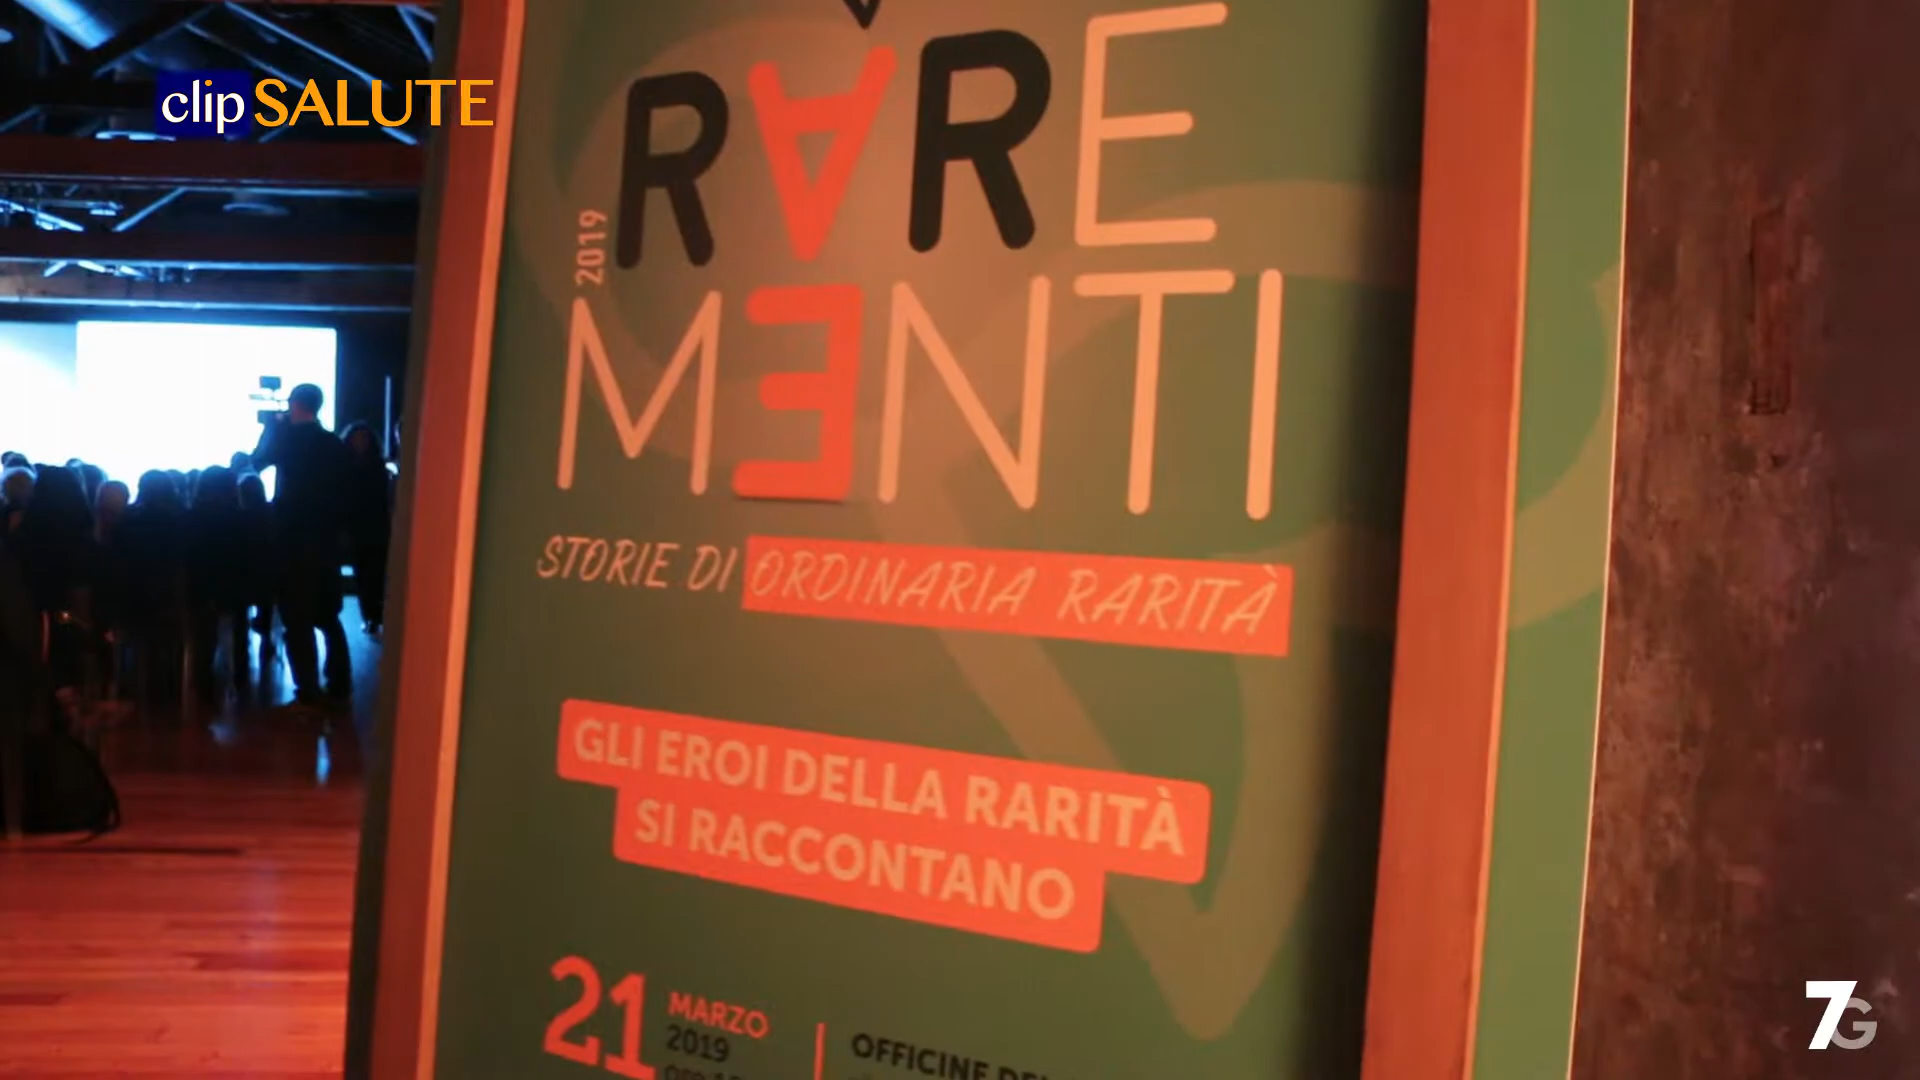 clip SALUTE
RARE
2019
MENTI
STORIE DI ORDINARIA RARITÀ
GLI EROI DELLA RARITÀ
SI RACCONTANO
21 MARZO
2019
OFFICINE
7G